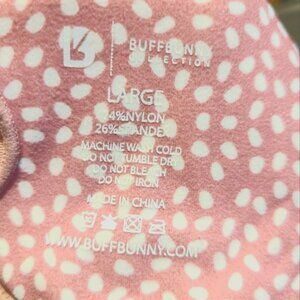 BUFFBUNNY
COLLECTION
LARGE
4%NYLON
26%SPANDEX
MACHINE WASH COLD
DO NOT TUMBLE DRY
DO NOT BLEACH
DO NOT IRON
MADE IN CHINA
WWW.BUFFBUNNY.COM